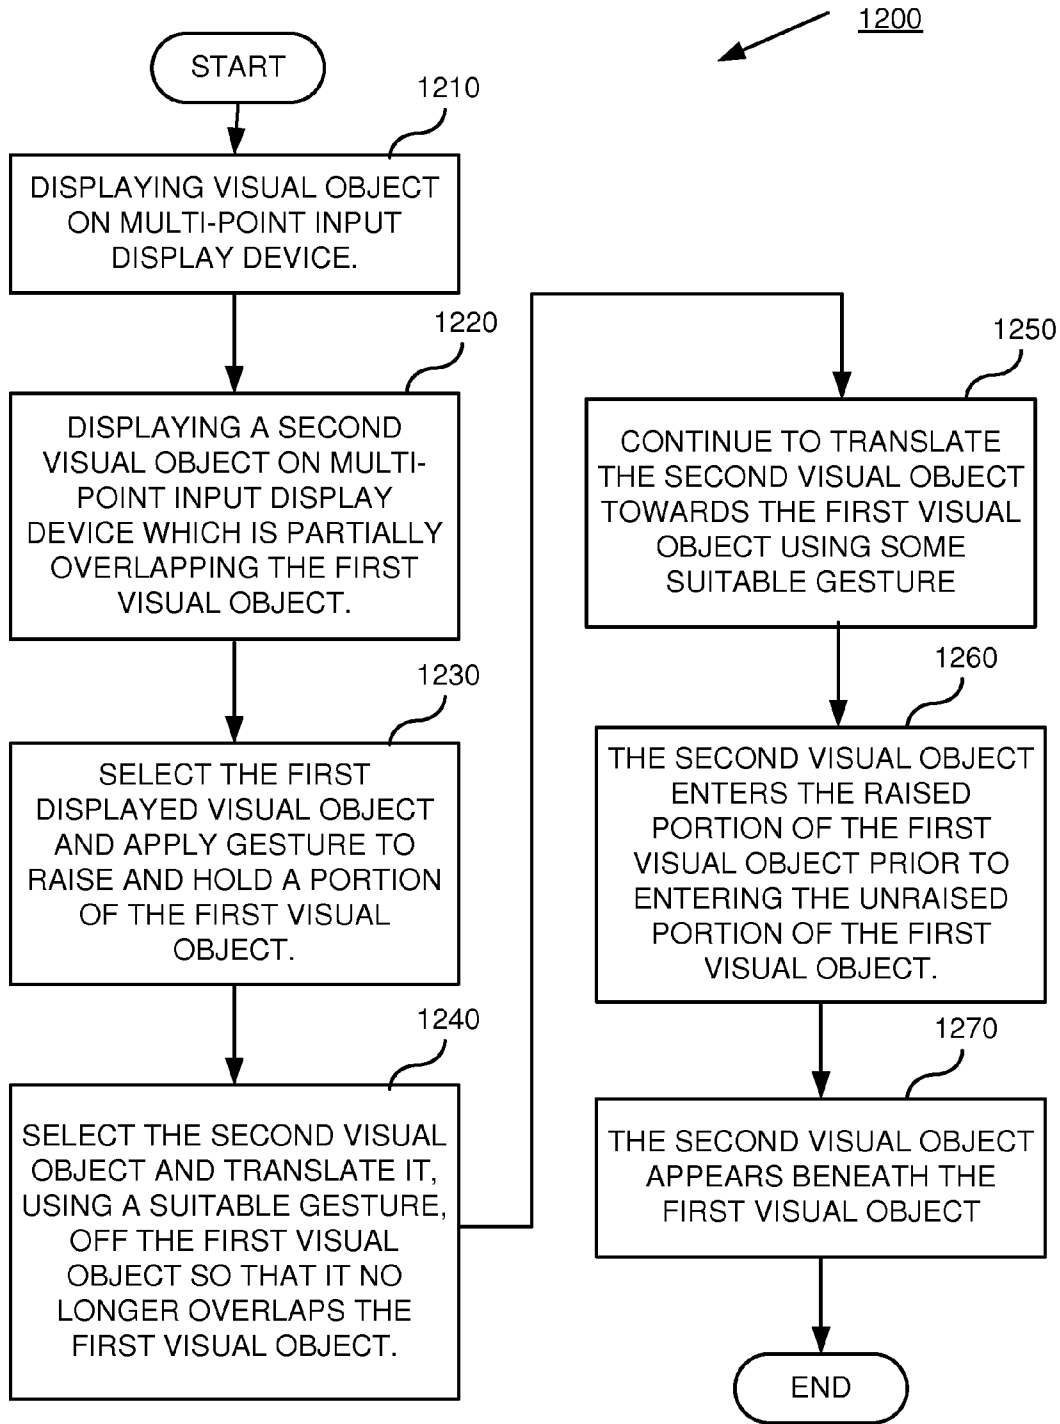 1200
START
1210
DISPLAYING VISUAL OBJECT
ON MULTI-POINT INPUT
DISPLAY DEVICE.
1220
DISPLAYING A SECOND
VISUAL OBJECT ON MULTI-
POINT INPUT DISPLAY
DEVICE WHICH IS PARTIALLY
OVERLAPPING THE FIRST
VISUAL OBJECT.
1230
SELECT THE FIRST
DISPLAYED VISUAL OBJECT
AND APPLY GESTURE TO
RAISE AND HOLD A PORTION
OF THE FIRST VISUAL
OBJECT.
1240
SELECT THE SECOND VISUAL
OBJECT AND TRANSLATE IT,
USING A SUITABLE GESTURE,
OFF THE FIRST VISUAL
OBJECT SO THAT IT NO
LONGER OVERLAPS THE
FIRST VISUAL OBJECT.
1250
CONTINUE TO TRANSLATE
THE SECOND VISUAL OBJECT
TOWARDS THE FIRST VISUAL
OBJECT USING SOME
SUITABLE GESTURE
1260
THE SECOND VISUAL OBJECT
ENTERS THE RAISED
PORTION OF THE FIRST
VISUAL OBJECT PRIOR TO
ENTERING THE UNRAISED
PORTION OF THE FIRST
VISUAL OBJECT.
1270
THE SECOND VISUAL OBJECT
APPEARS BENEATH THE
FIRST VISUAL OBJECT
END